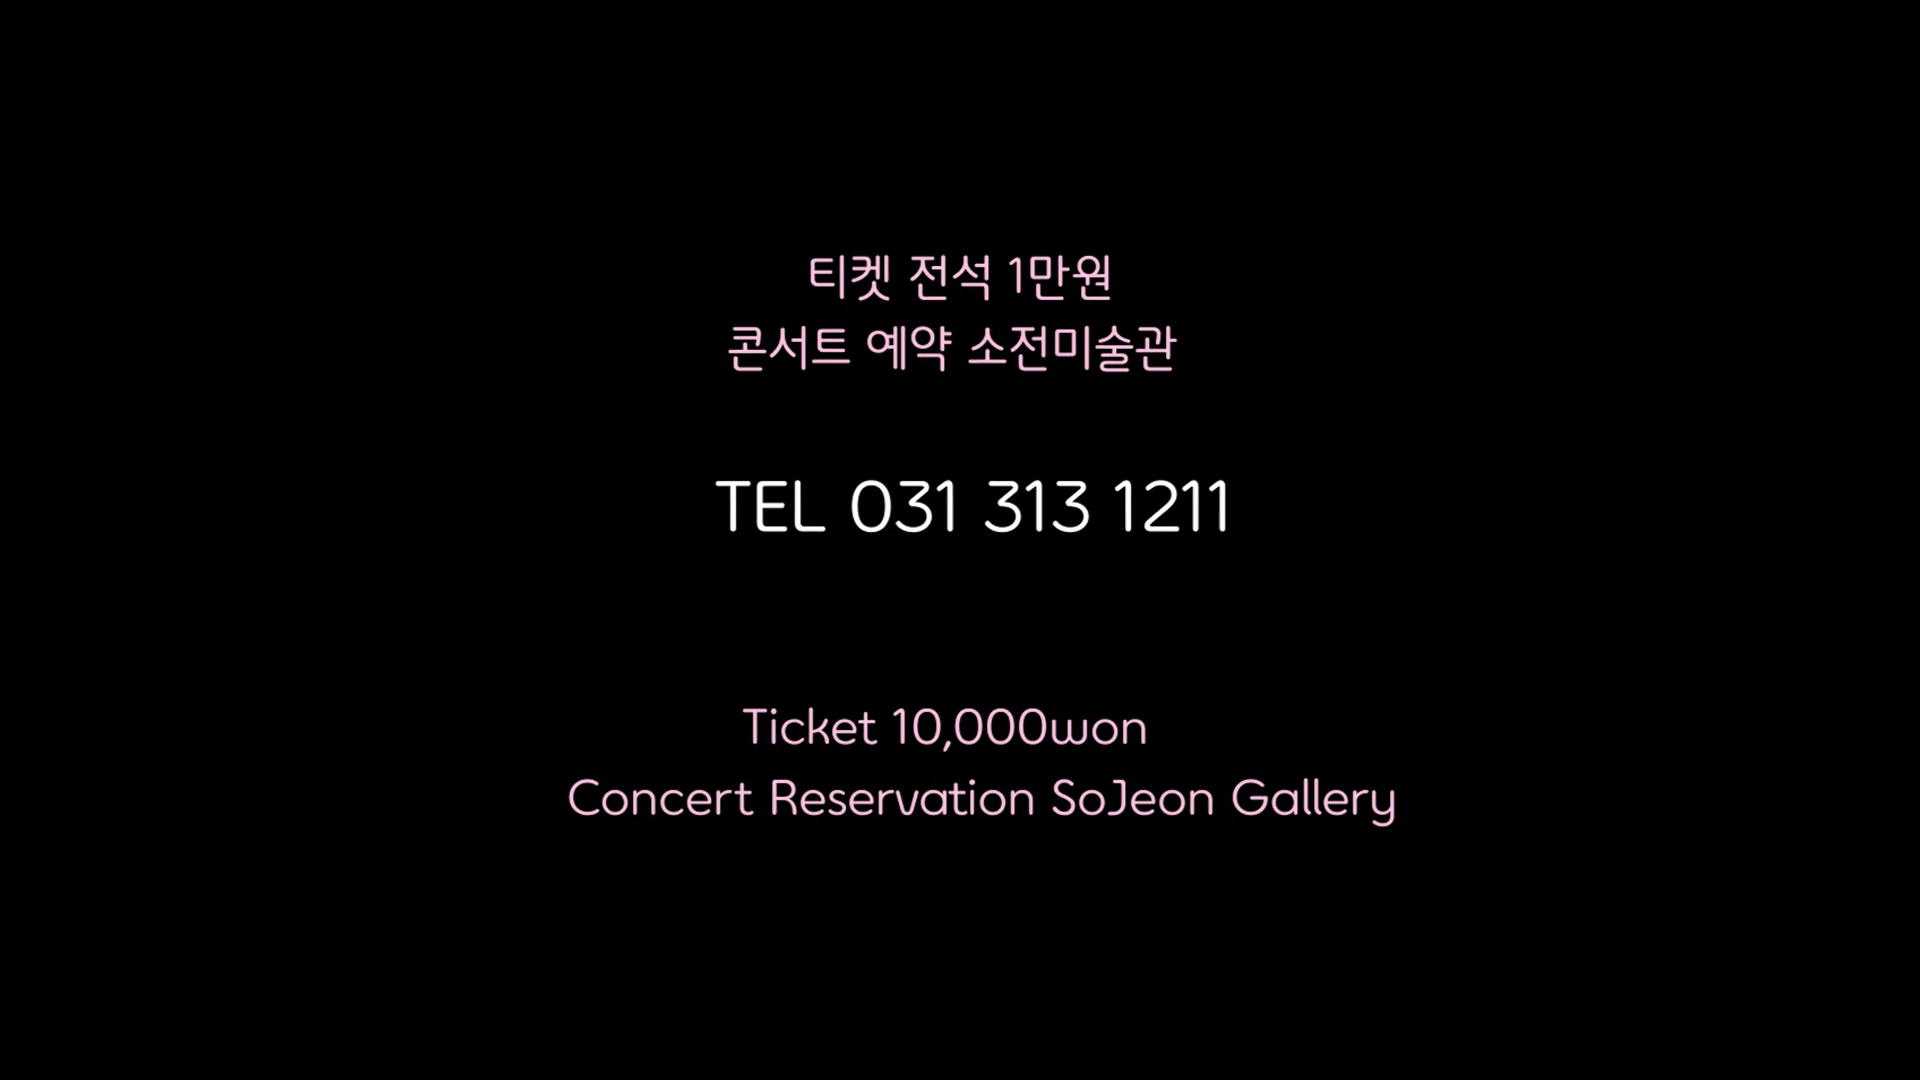 티켓 전석 1만원
콘서트 예약 소전미술관
TEL 031 313 1211
Ticket 10,000won
Concert Reservation SoJeon Gallery